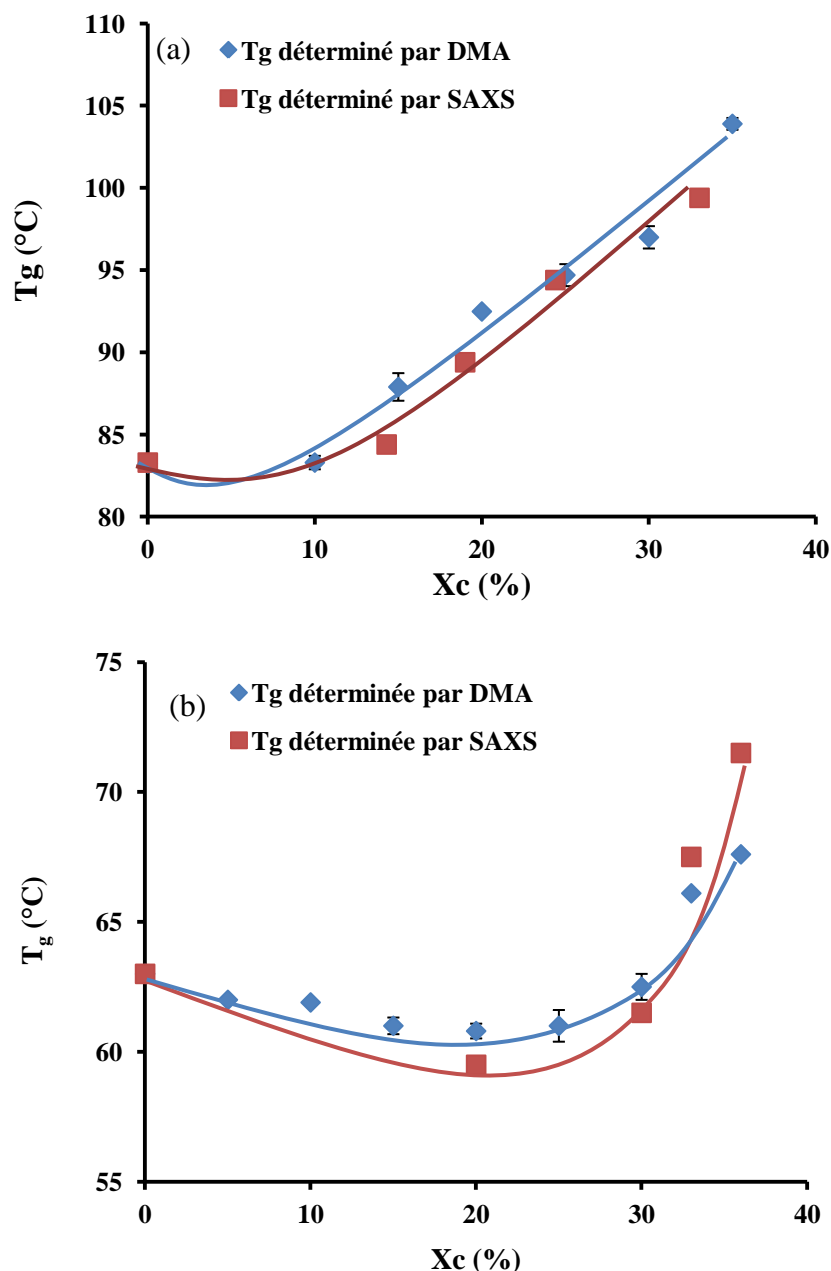 110
(a)
Tg déterminé par DMA
105
Tg déterminé par SAXS
100
Tg (°C)
95
90
85
80
0 10 20 30 40
Xc (%)
75
(b)
Tg déterminée par DMA
Tg déterminée par SAXS
70
Tg (°C)
65
60
55
0 10 20 30 40
Xc (%)